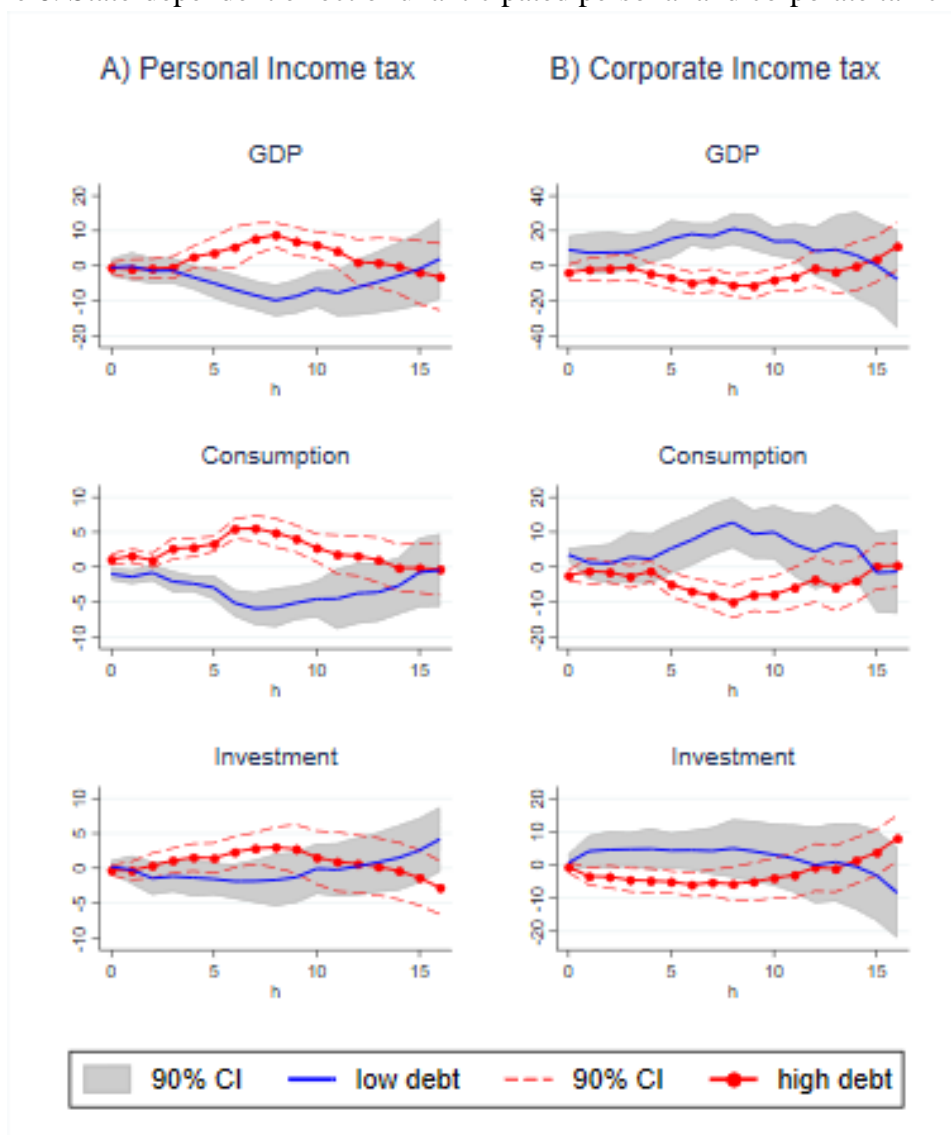 A) Personal Income tax B) Corporate Income tax
GDP GDP
20 40
10 20
0 0
-10 -20
-20 -40
0 5 10 15 0 5 10 15
h h
Consumption Consumption
10 20
5 10
0 0
-5 -10
-10 -20
0 5 10 15 0 5 10 15
h h
Investment Investment
10 20
5 10
0 0
-5 -10
-10 -20
0 5 10 15 0 5 10 15
h h
90% CI low debt 90% CI high debt